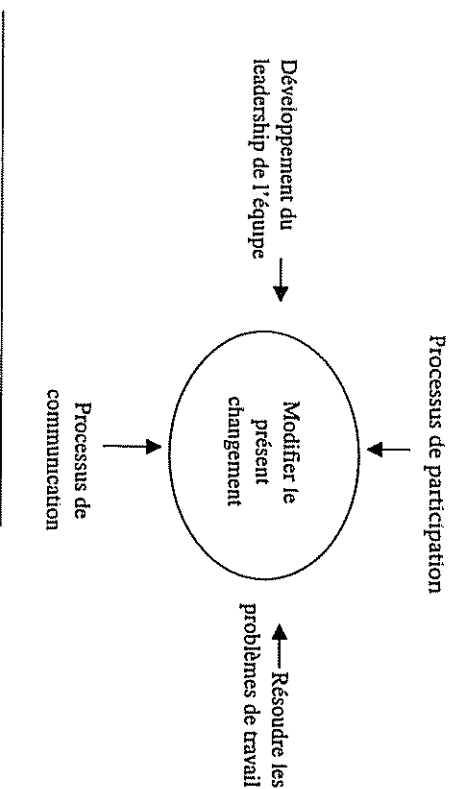 Processus de participation
Développement du
leadership de l'équipe
Modifier le
présent
changement
Résoudre les
problèmes de travail
Processus de
communication